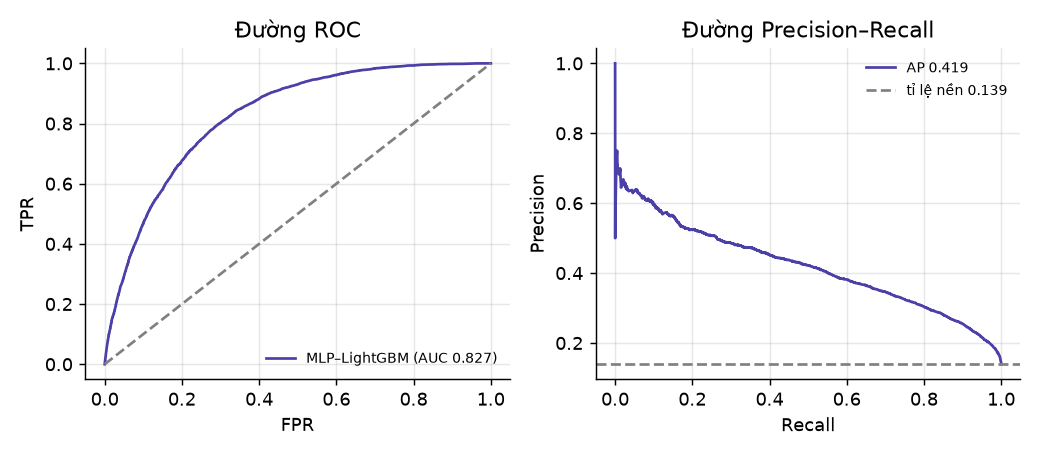 Đường ROC
1.0
0.8
0.6
0.4
0.2
0.0
TPR
0.0 0.2 0.4 0.6 0.8 1.0
FPR
MLP–LightGBM (AUC 0.827)
Đường Precision–Recall
1.0
0.8
0.6
0.4
0.2
Precision
0.0 0.2 0.4 0.6 0.8 1.0
Recall
AP 0.419
tỉ lệ nền 0.139